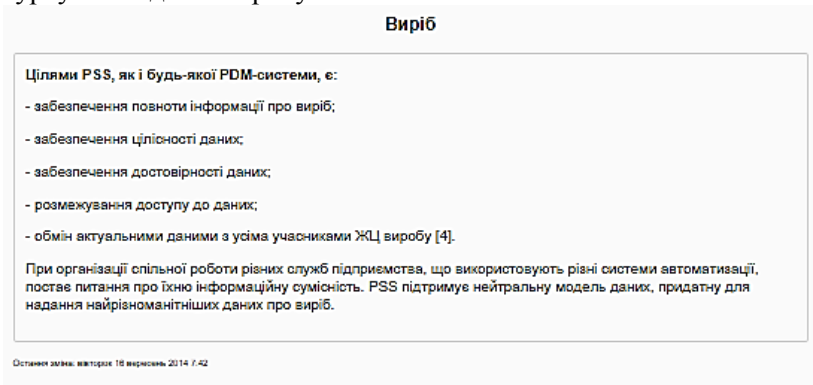 Виріб
Цілями PSS, як і будь-якої PDM-системи, є:
- забезпечення повноти інформації про виріб;
- забезпечення цілісності даних;
- забезпечення достовірності даних;
- розмежування доступу до даних;
- обмін актуальними даними з усіма учасниками ЖЦ виробу [4].
При організації спільної роботи різних служб підприємства, що використовують різні системи автоматизації,
постає питання про їхню інформаційну сумісність. PSS підтримує нейтральну модель даних, придатну для
надання найрізноманітніших даних про виріб.
Остання зміна: вівторок 16 вересень 2014 7:42